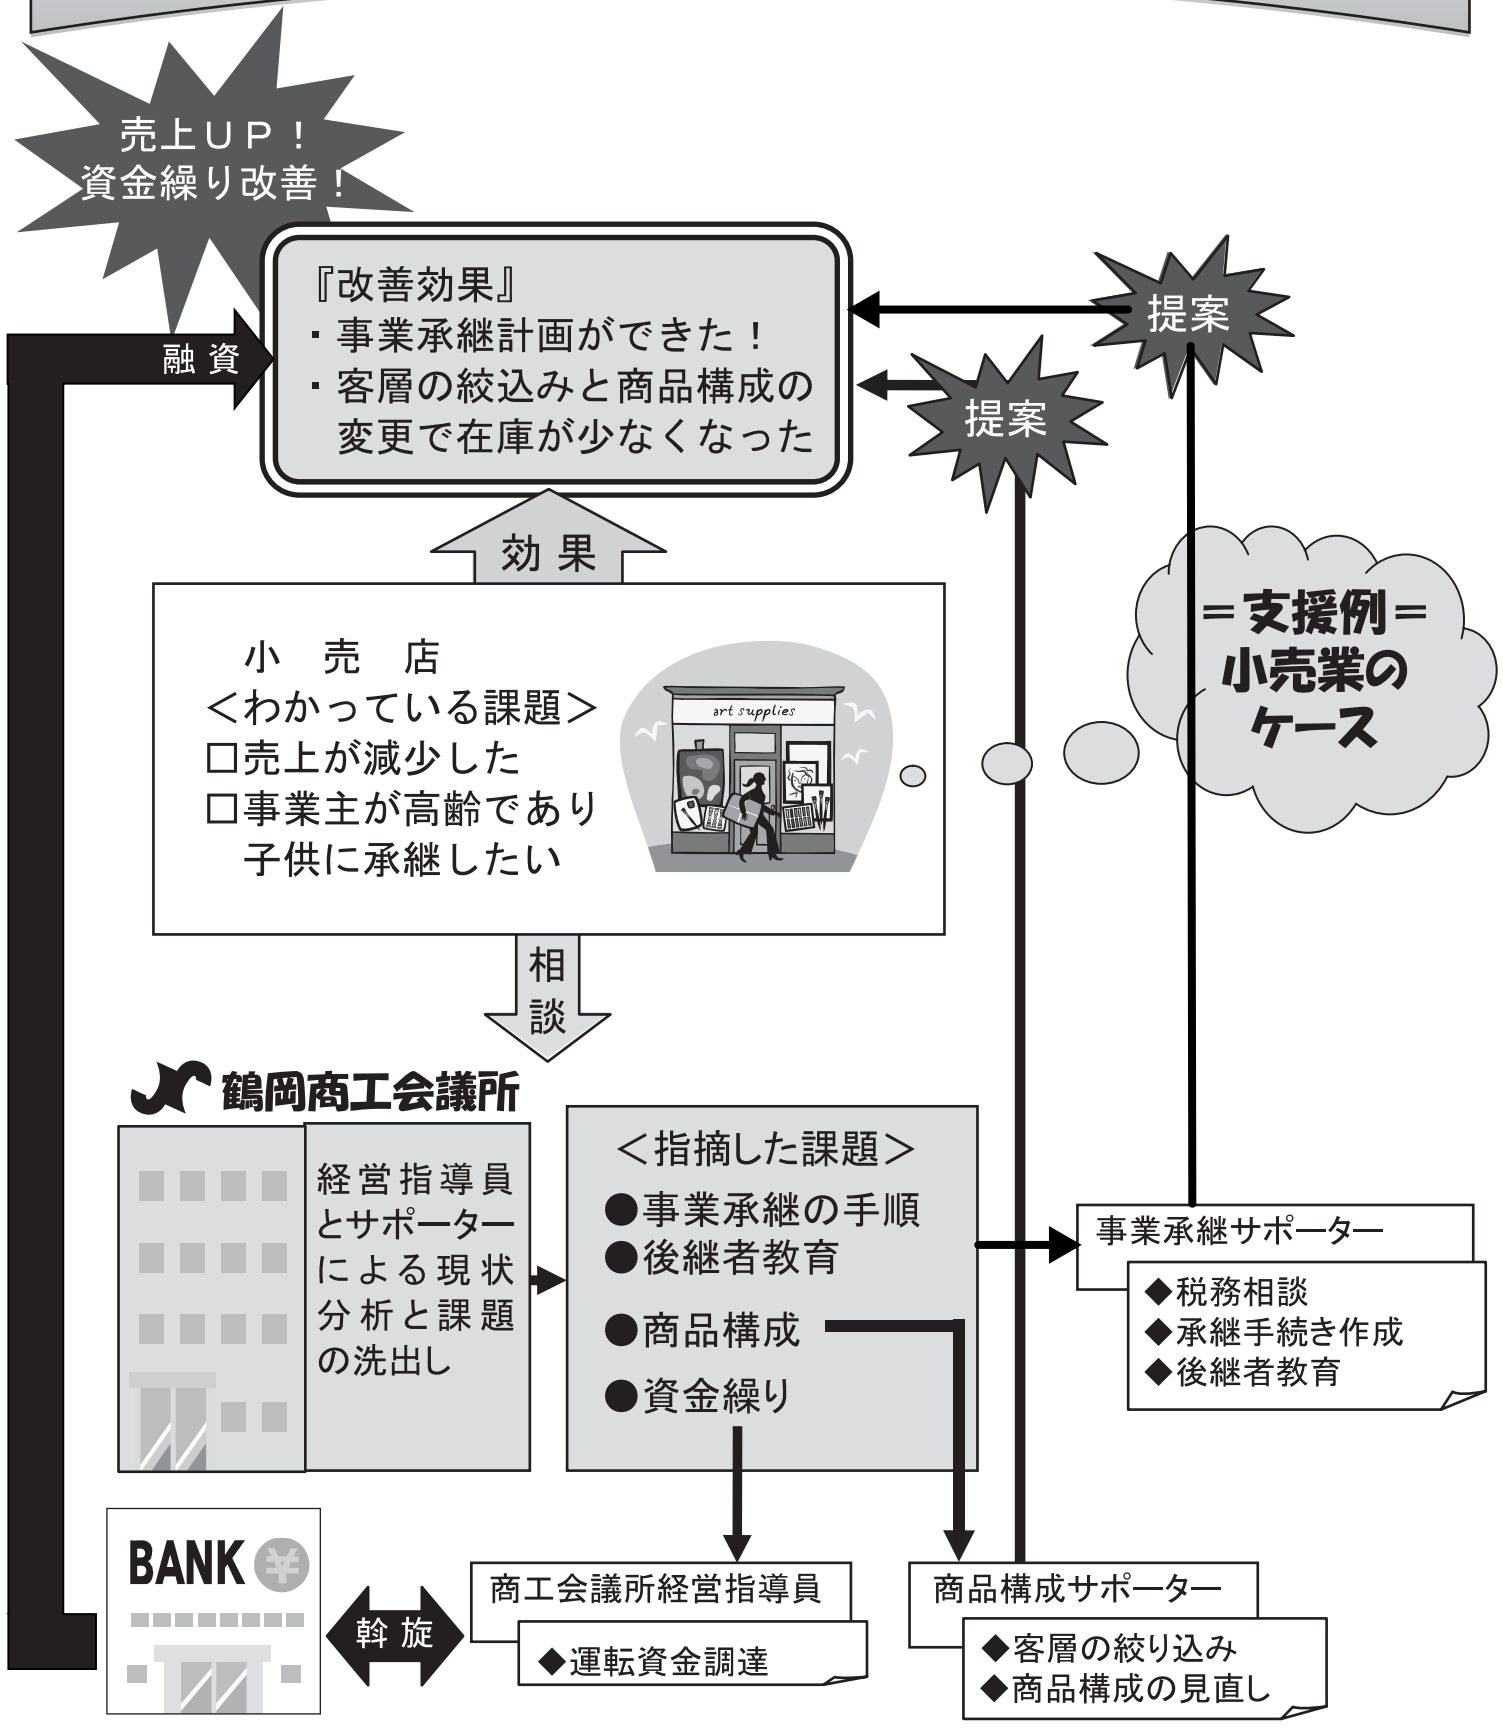 売上ＵＰ！
資金繰り改善！
『改善効果』
・事業承継計画ができた！
・客層の絞込みと商品構成の
変更で在庫が少なくなった
融 資
提案
提案
効 果
＝支援例＝
小売業の
ケース
小　売　店
＜わかっている課題＞
□売上が減少した
□事業主が高齢であり
子供に承継したい
art supplies
相
談
鶴岡商工会議所
経営指導員
とサポーター
による現状
分析と課題
の洗出し
＜指摘した課題＞
●事業承継の手順
●後継者教育
●商品構成
●資金繰り
事業承継サポーター
◆税務相談
◆承継手続き作成
◆後継者教育
BANK ¥
斡 旋
商工会議所経営指導員
◆運転資金調達
商品構成サポーター
◆客層の絞り込み
◆商品構成の見直し